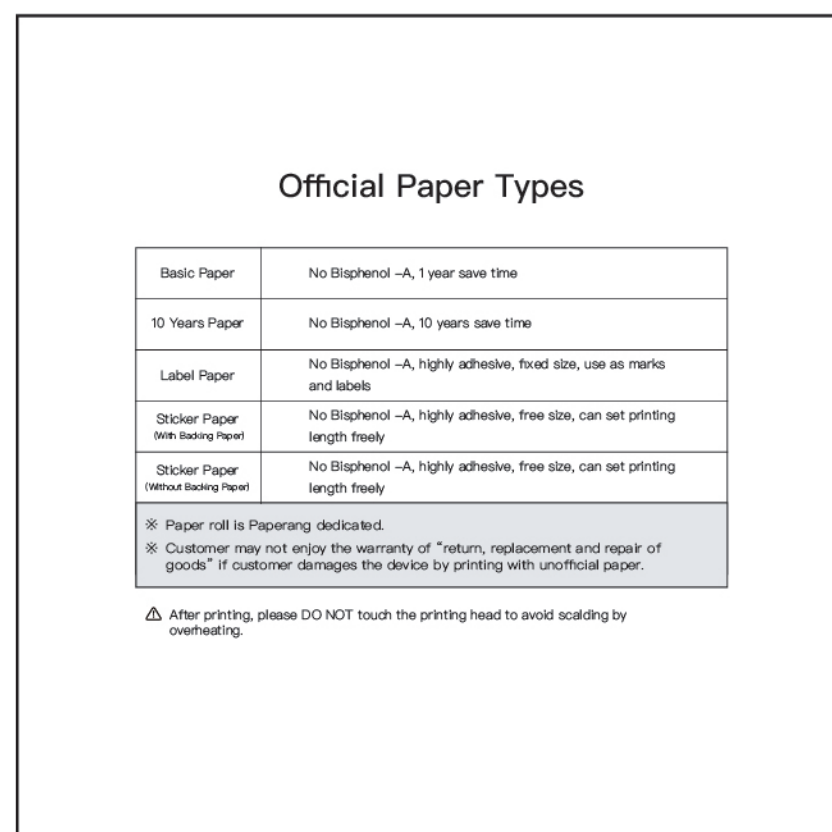 Official Paper Types
Basic Paper
No Bisphenol –A, 1 year save time
10 Years Paper
No Bisphenol –A, 10 years save time
Label Paper
No Bisphenol –A, highly adhesive, fixed size, use as marks
and labels
Sticker Paper
(With Backing Paper)
No Bisphenol –A, highly adhesive, free size, can set printing
length freely
Sticker Paper
(Without Backing Paper)
No Bisphenol –A, highly adhesive, free size, can set printing
length freely
※ Paper roll is Paperang dedicated.
※ Customer may not enjoy the warranty of “return, replacement and repair of
goods” if customer damages the device by printing with unofficial paper.
⚠ After printing, please DO NOT touch the printing head to avoid scalding by
overheating.